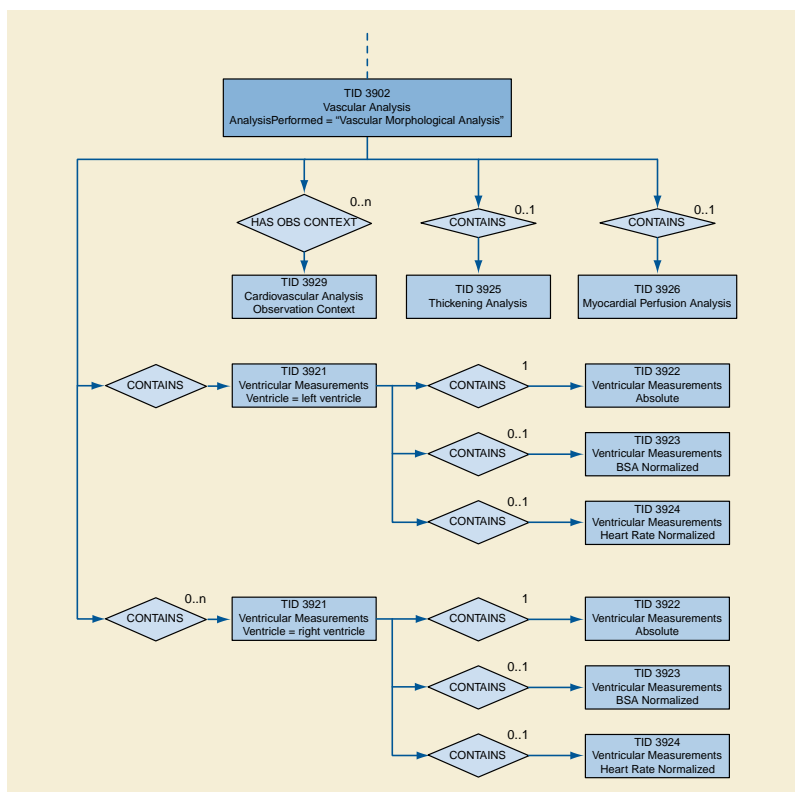 TID 3902
Vascular Analysis
AnalysisPerformed = “Vascular Morphological Analysis”
0..n
HAS OBS CONTEXT
0..1
CONTAINS
0..1
CONTAINS
TID 3929
Cardiovascular Analysis
Observation Context
TID 3925
Thickening Analysis
TID 3926
Myocardial Perfusion Analysis
CONTAINS
TID 3921
Ventricular Measurements
Ventricle = left ventricle
1
CONTAINS
TID 3922
Ventricular Measurements
Absolute
0..1
CONTAINS
TID 3923
Ventricular Measurements
BSA Normalized
0..1
CONTAINS
TID 3924
Ventricular Measurements
Heart Rate Normalized
0..n
CONTAINS
TID 3921
Ventricular Measurements
Ventricle = right ventricle
1
CONTAINS
TID 3922
Ventricular Measurements
Absolute
0..1
CONTAINS
TID 3923
Ventricular Measurements
BSA Normalized
0..1
CONTAINS
TID 3924
Ventricular Measurements
Heart Rate Normalized